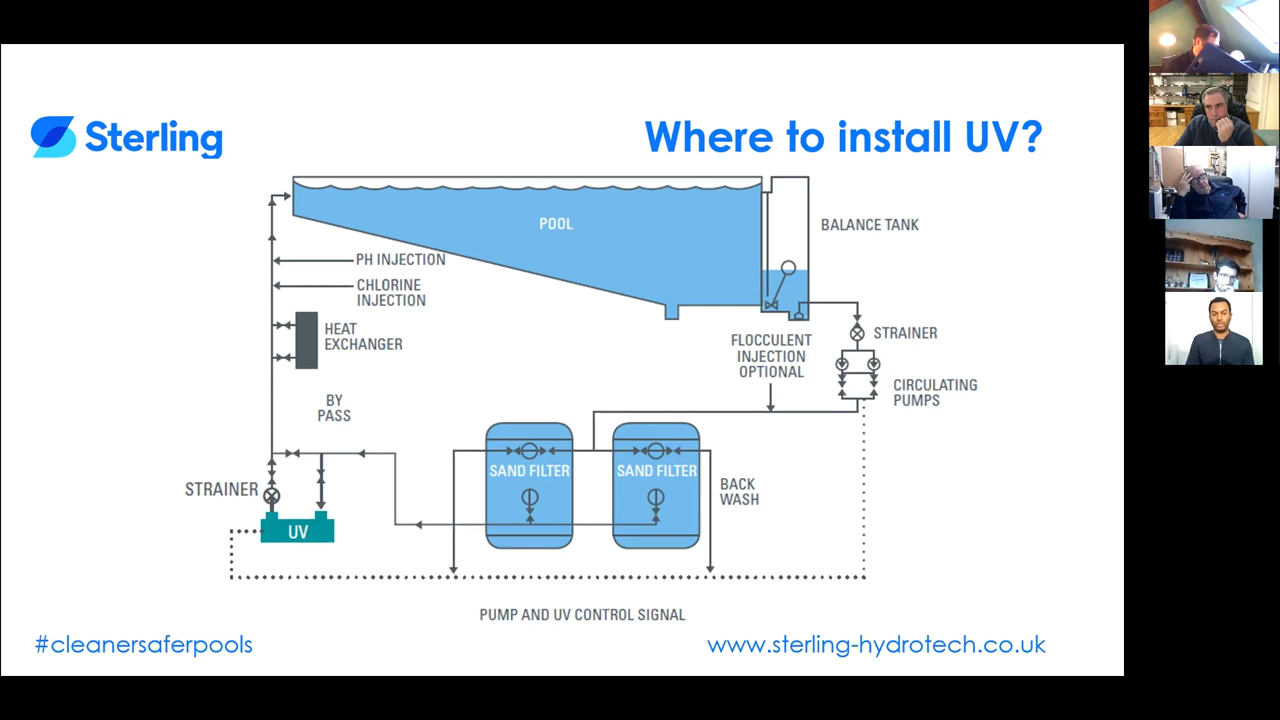 Sterling
Where to install UV?
POOL
BALANCE TANK
PH INJECTION
CHLORINE
INJECTION
HEAT
EXCHANGER
FLOCCULENT
INJECTION
OPTIONAL
STRAINER
CIRCULATING
PUMPS
BY
PASS
SAND FILTER
SAND FILTER
BACK
WASH
STRAINER
UV
PUMP AND UV CONTROL SIGNAL
#cleanersaferpools
www.sterling-hydrotech.co.uk